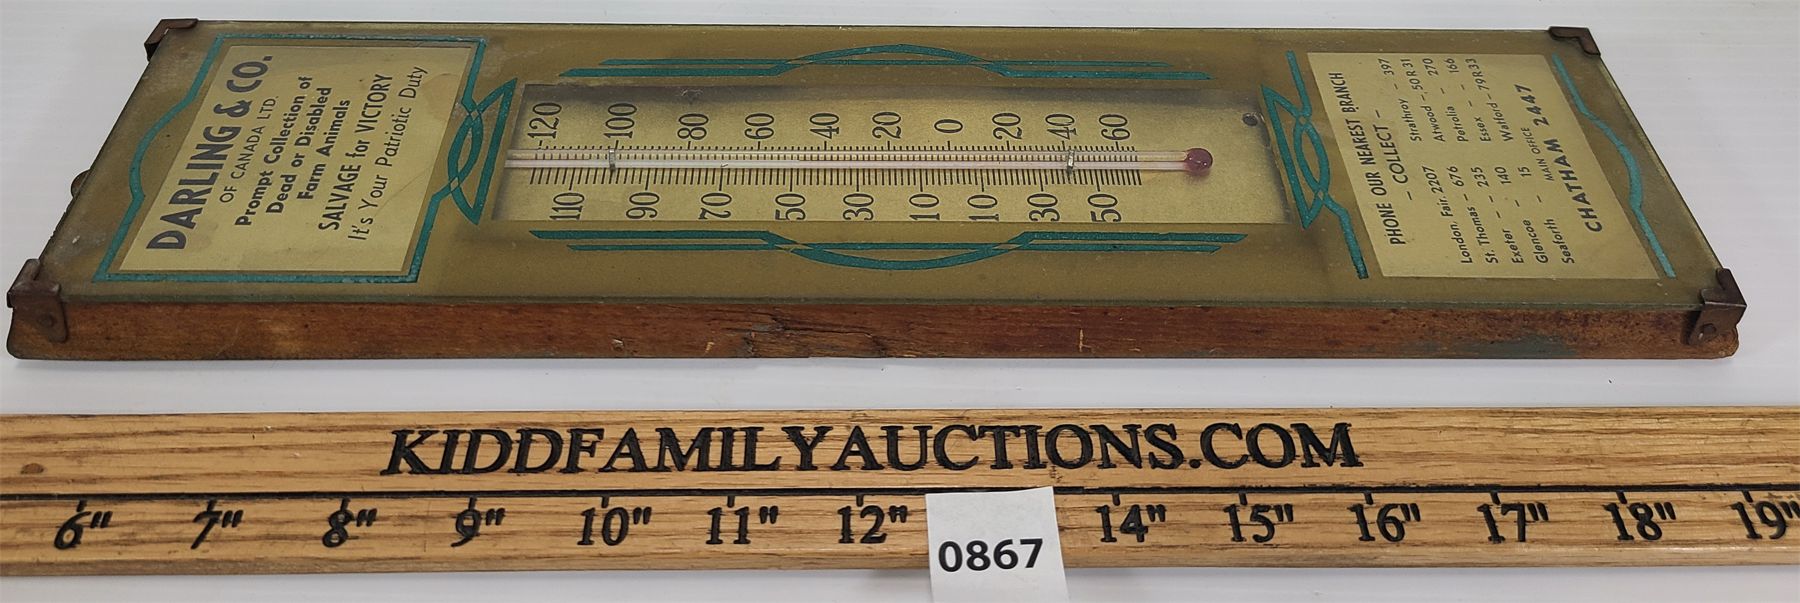 DARLING & CO.
OF CANADA LTD.
Prompt Collection of
Dead or Disabled
Farm Animals
SALVAGE for VICTORY
It's Your Patriotic Duty
120 100 80 60 40 20 0 20 40 60
110 90 70 50 30 10 10 30 50
PHONE OUR NEAREST BRANCH
- COLLECT -
London. Fair. 2207 Strathroy - 397
St. Thomas - 676 Atwood - 50R31
Exeter - - 235 Petrolia - 270
Glencoe - 140 Essex - - 166
Seaforth - 15 Watford - 79R33
MAIN OFFICE
CHATHAM 2447
KIDDFAMILYAUCTIONS.COM
6" 7" 8" 9" 10" 11" 12" 14" 15" 16" 17" 18" 19"
0867